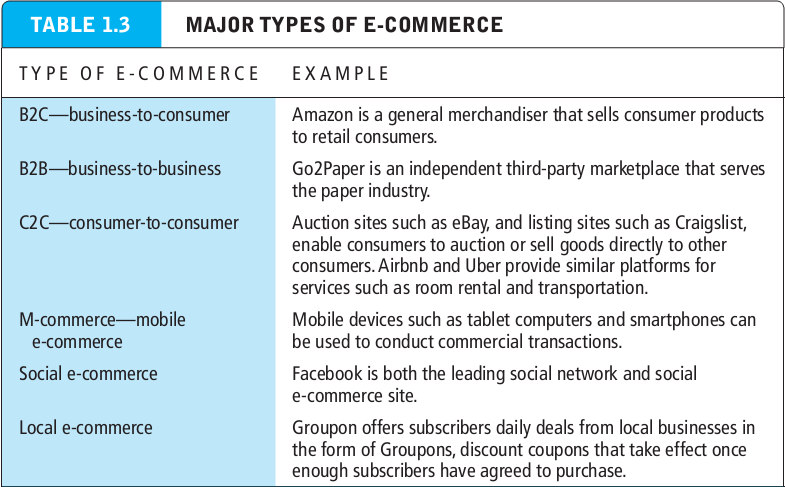 TABLE 1.3 MAJOR TYPES OF E-COMMERCE
TYPE OF E-COMMERCE EXAMPLE
B2C—business-to-consumer Amazon is a general merchandiser that sells consumer products
to retail consumers.
B2B—business-to-business Go2Paper is an independent third-party marketplace that serves
the paper industry.
C2C—consumer-to-consumer Auction sites such as eBay, and listing sites such as Craigslist,
enable consumers to auction or sell goods directly to other
consumers. Airbnb and Uber provide similar platforms for
services such as room rental and transportation.
M-commerce—mobile Mobile devices such as tablet computers and smartphones can
e-commerce be used to conduct commercial transactions.
Social e-commerce Facebook is both the leading social network and social
e-commerce site.
Local e-commerce Groupon offers subscribers daily deals from local businesses in
the form of Groupons, discount coupons that take effect once
enough subscribers have agreed to purchase.